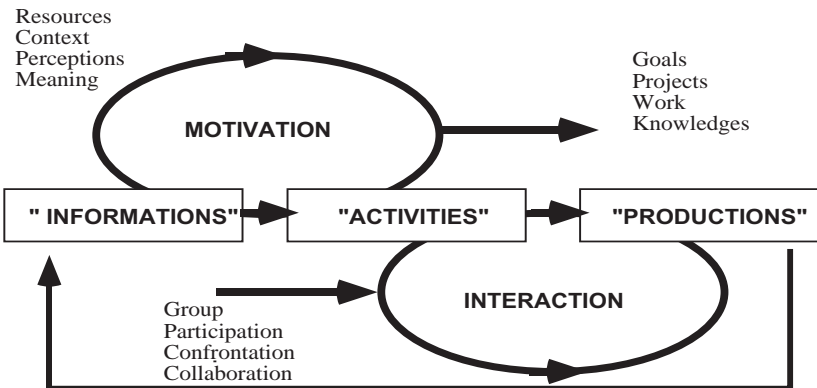 Resources
Context
Perceptions
Meaning
Goals
Projects
Work
Knowledges
MOTIVATION
" INFORMATIONS"
"ACTIVITIES"
"PRODUCTIONS"
INTERACTION
Group
Participation
Confrontation
Collaboration